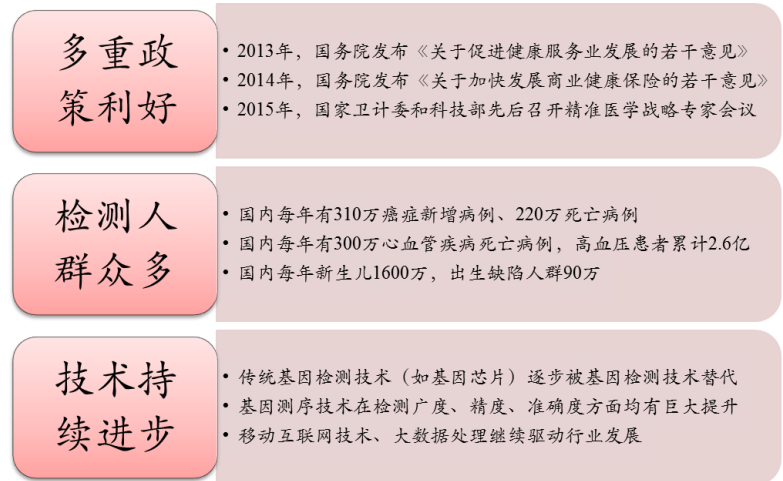 多重政
策利好
• 2013年，国务院发布《关于促进健康服务业发展的若干意见》
• 2014年，国务院发布《关于加快发展商业健康保险的若干意见》
• 2015年，国家卫计委和科技部先后召开精准医学战略专家会议
检测人
群众多
• 国内每年有310万癌症新增病例、220万死亡病例
• 国内每年有300万心血管疾病死亡病例，高血压患者累计2.6亿
• 国内每年新生儿1600万，出生缺陷人群90万
技术持
续进步
• 传统基因检测技术（如基因芯片）逐步被基因检测技术替代
• 基因测序技术在检测广度、精度、准确度方面均有巨大提升
• 移动互联网技术、大数据处理继续驱动行业发展